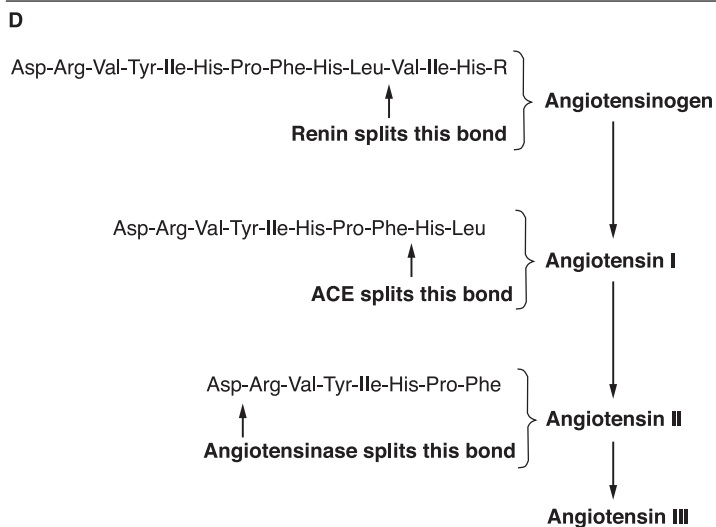 D
Asp-Arg-Val-Tyr-Ile-His-Pro-Phe-His-Leu-Val-Ile-His-R
Angiotensinogen
Renin splits this bond
Asp-Arg-Val-Tyr-Ile-His-Pro-Phe-His-Leu
Angiotensin I
ACE splits this bond
Asp-Arg-Val-Tyr-Ile-His-Pro-Phe
Angiotensin II
Angiotensinase splits this bond
Angiotensin III